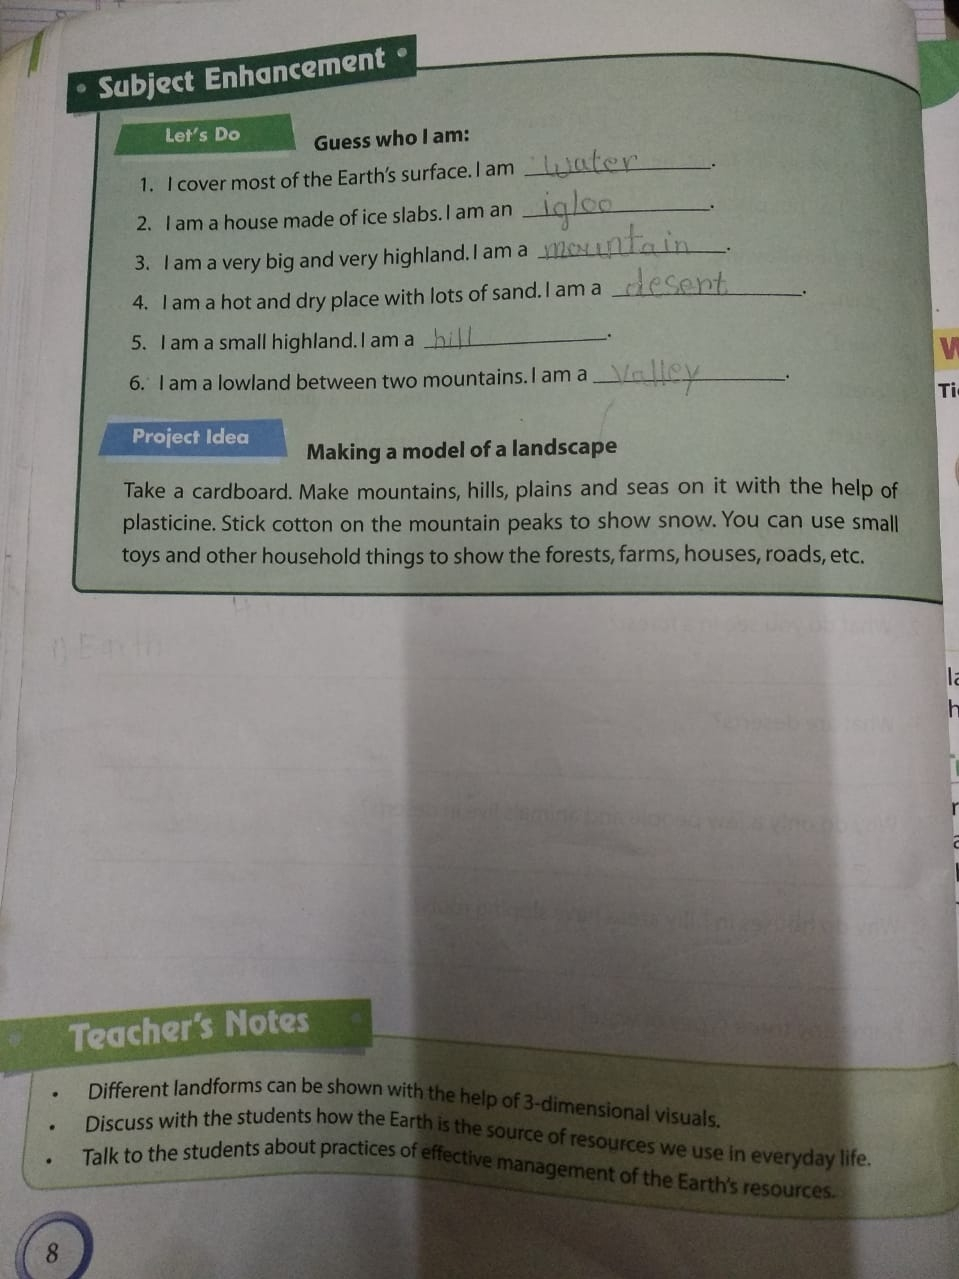 Subject Enhancement
Let's Do
Guess who I am:
1. I cover most of the Earth's surface. I am water.
2. I am a house made of ice slabs. I am an igloo.
3. I am a very big and very highland. I am a mountain.
4. I am a hot and dry place with lots of sand. I am a desert.
5. I am a small highland. I am a hill.
6. I am a lowland between two mountains. I am a Valley.
Project Idea
Making a model of a landscape
Take a cardboard. Make mountains, hills, plains and seas on it with the help of
plasticine. Stick cotton on the mountain peaks to show snow. You can use small
toys and other household things to show the forests, farms, houses, roads, etc.
1) Earth
Teacher's Notes
• Different landforms can be shown with the help of 3-dimensional visuals.
• Discuss with the students how the Earth is the source of resources we use in everyday life.
• Talk to the students about practices of effective management of the Earth's resources.
8